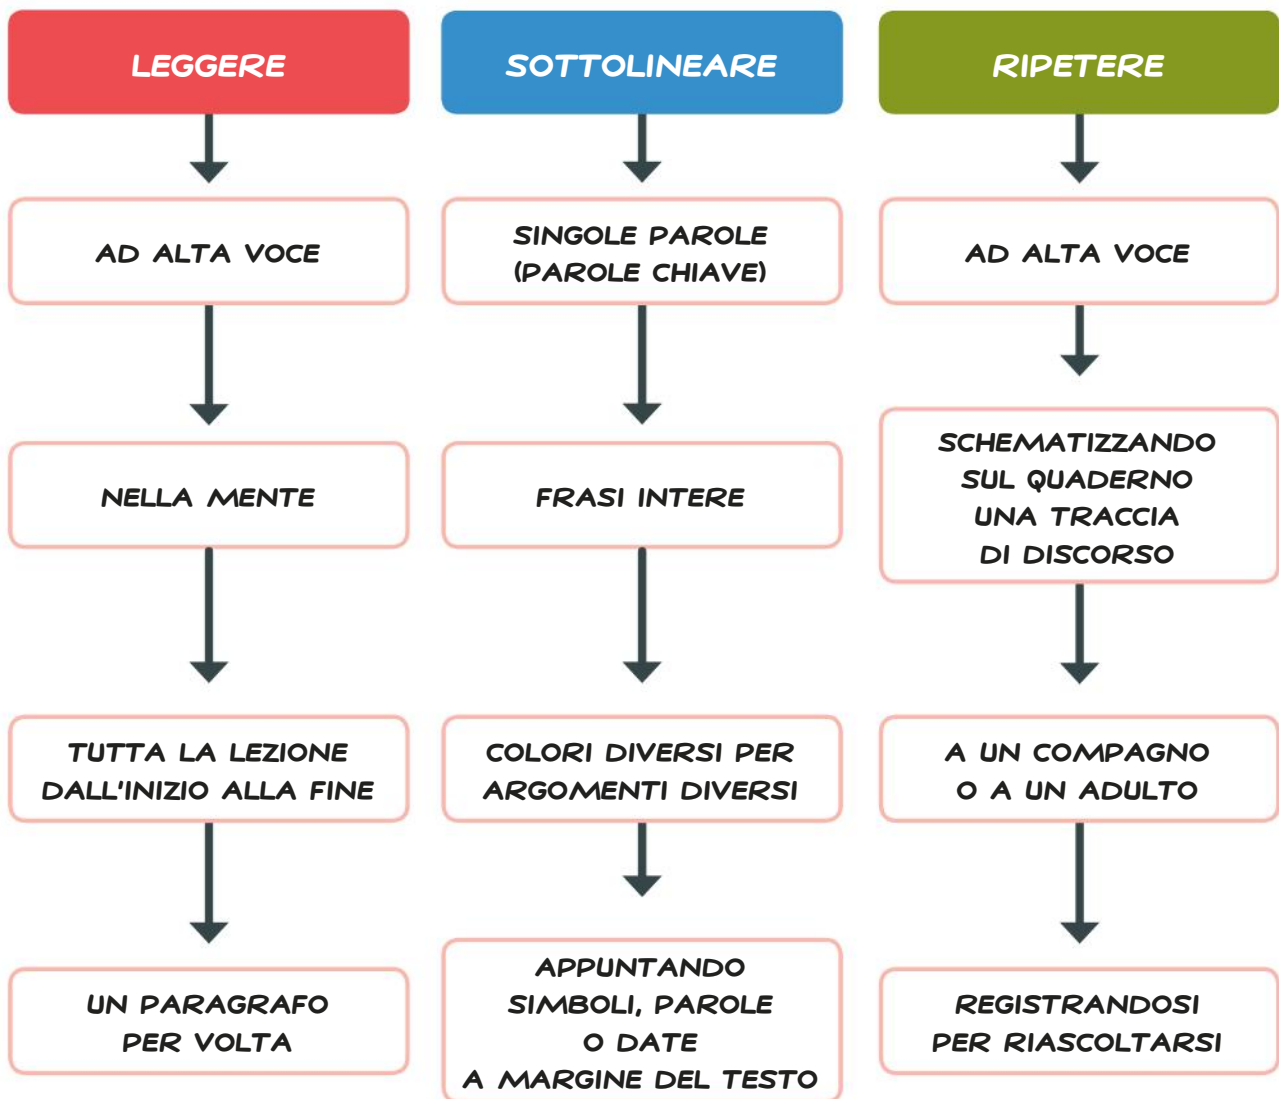 LEGGERE
AD ALTA VOCE
NELLA MENTE
TUTTA LA LEZIONE
DALL'INIZIO ALLA FINE
UN PARAGRAFO
PER VOLTA
SOTTOLINEARE
SINGOLE PAROLE
(PAROLE CHIAVE)
FRASI INTERE
COLORI DIVERSI PER
ARGOMENTI DIVERSI
APPUNTANDO
SIMBOLI, PAROLE
O DATE
A MARGINE DEL TESTO
RIPETERE
AD ALTA VOCE
SCHEMATIZZANDO
SUL QUADERNO
UNA TRACCIA
DI DISCORSO
A UN COMPAGNO
O A UN ADULTO
REGISTRANDOSI
PER RIASCOLTARSI